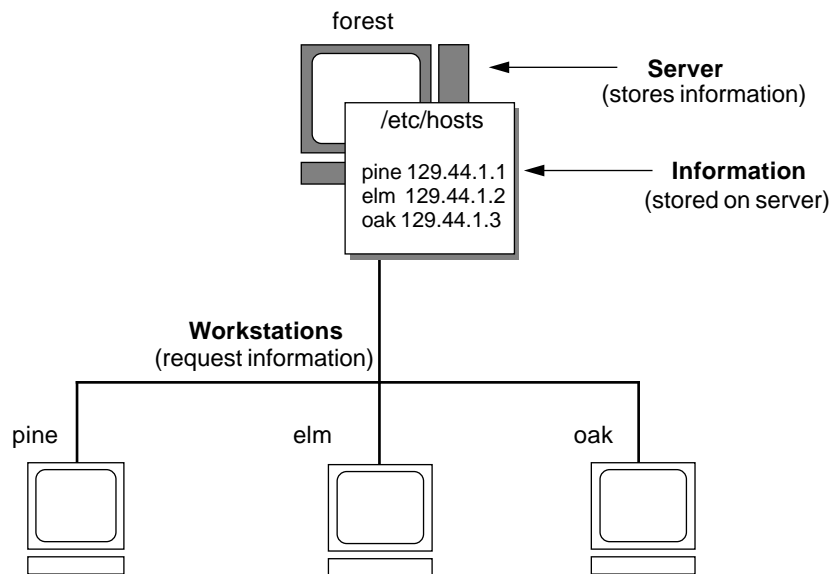 forest
Server
(stores information)
/etc/hosts
pine 129.44.1.1
elm 129.44.1.2
oak 129.44.1.3
Information
(stored on server)
Workstations
(request information)
pine
elm
oak